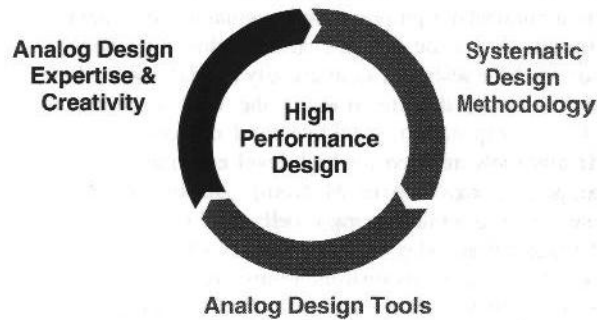 Analog Design
Expertise &
Creativity
Systematic
Design
Methodology
High
Performance
Design
Analog Design Tools